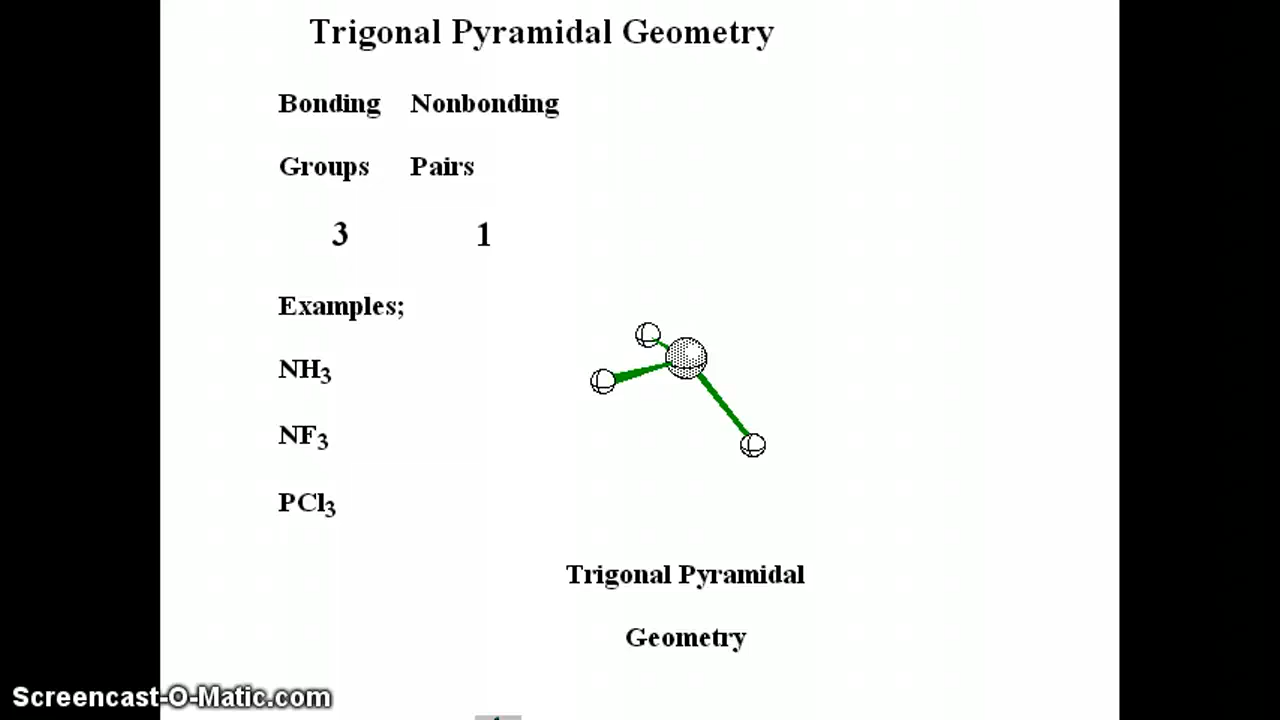 Trigonal Pyramidal Geometry
Bonding Nonbonding
Groups Pairs
3 1
Examples;
NH3
NF3
PCl3
Trigonal Pyramidal
Geometry
Screencast-O-Matic.com